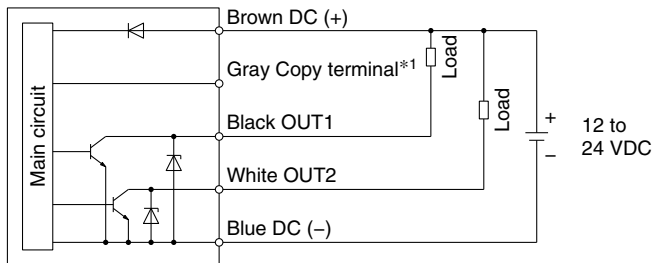 Brown DC (+)
Gray Copy terminal*1
Black OUT1
White OUT2
Blue DC (−)
Main circuit
Load
Load
+
−
12 to
24 VDC